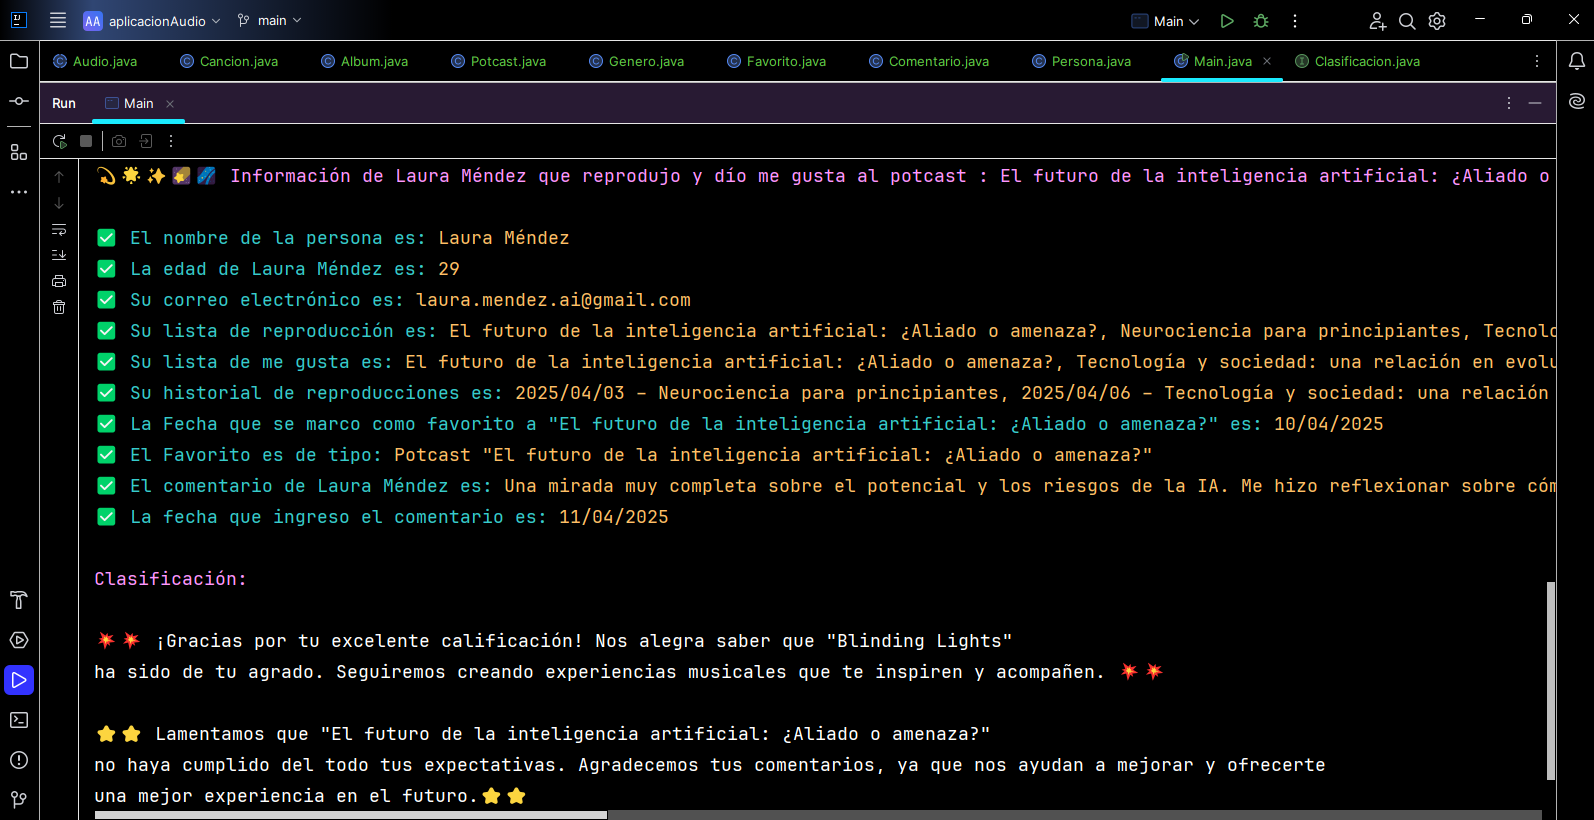 AA aplicacionAudio main Main
Audio.java Cancion.java Album.java Potcast.java Genero.java Favorito.java Comentario.java Persona.java Main.java Clasificacion.java
Run Main
Información de Laura Méndez que reprodujo y dío me gusta al potcast : El futuro de la inteligencia artificial: ¿Aliado o
El nombre de la persona es: Laura Méndez
La edad de Laura Méndez es: 29
Su correo electrónico es: laura.mendez.ai@gmail.com
Su lista de reproducción es: El futuro de la inteligencia artificial: ¿Aliado o amenaza?, Neurociencia para principiantes, Tecnolo
Su lista de me gusta es: El futuro de la inteligencia artificial: ¿Aliado o amenaza?, Tecnología y sociedad: una relación en evolu
Su historial de reproducciones es: 2025/04/03 – Neurociencia para principiantes, 2025/04/06 – Tecnología y sociedad: una relación
La Fecha que se marco como favorito a "El futuro de la inteligencia artificial: ¿Aliado o amenaza?" es: 10/04/2025
El Favorito es de tipo: Potcast "El futuro de la inteligencia artificial: ¿Aliado o amenaza?"
El comentario de Laura Méndez es: Una mirada muy completa sobre el potencial y los riesgos de la IA. Me hizo reflexionar sobre cóm
La fecha que ingreso el comentario es: 11/04/2025
Clasificación:
¡Gracias por tu excelente calificación! Nos alegra saber que "Blinding Lights"
ha sido de tu agrado. Seguiremos creando experiencias musicales que te inspiren y acompañen.
Lamentamos que "El futuro de la inteligencia artificial: ¿Aliado o amenaza?"
no haya cumplido del todo tus expectativas. Agradecemos tus comentarios, ya que nos ayudan a mejorar y ofrecerte
una mejor experiencia en el futuro.